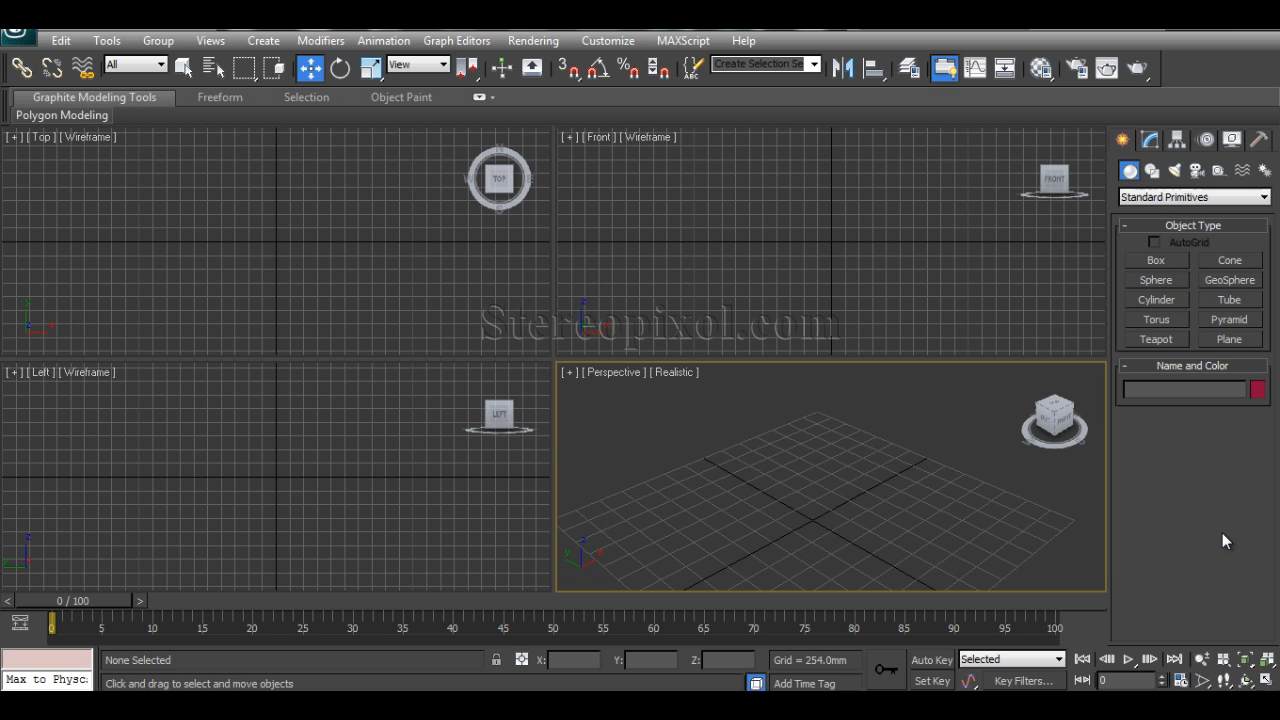 Edit Tools Group Views Create Modifiers Animation Graph Editors Rendering Customize MAXScript Help
All View ABC Create Selection Se
Graphite Modeling Tools Freeform Selection Object Paint
Polygon Modeling
[ + ] [ Top ] [ Wireframe ]
TOP
[ + ] [ Front ] [ Wireframe ]
FRONT
Stereopixol.com
[ + ] [ Left ] [ Wireframe ]
LEFT
[ + ] [ Perspective ] [ Realistic ]
Standard Primitives
- Object Type
AutoGrid
Box Cone
Sphere GeoSphere
Cylinder Tube
Torus Pyramid
Teapot Plane
- Name and Color
< 0 / 100 >
0 5 10 15 20 25 30 35 40 45 50 55 60 65 70 75 80 85 90 95 100
None Selected X: Y: Z: Grid = 254.0mm Auto Key Selected
Max to Physc: Click and drag to select and move objects Add Time Tag Set Key Key Filters... 0